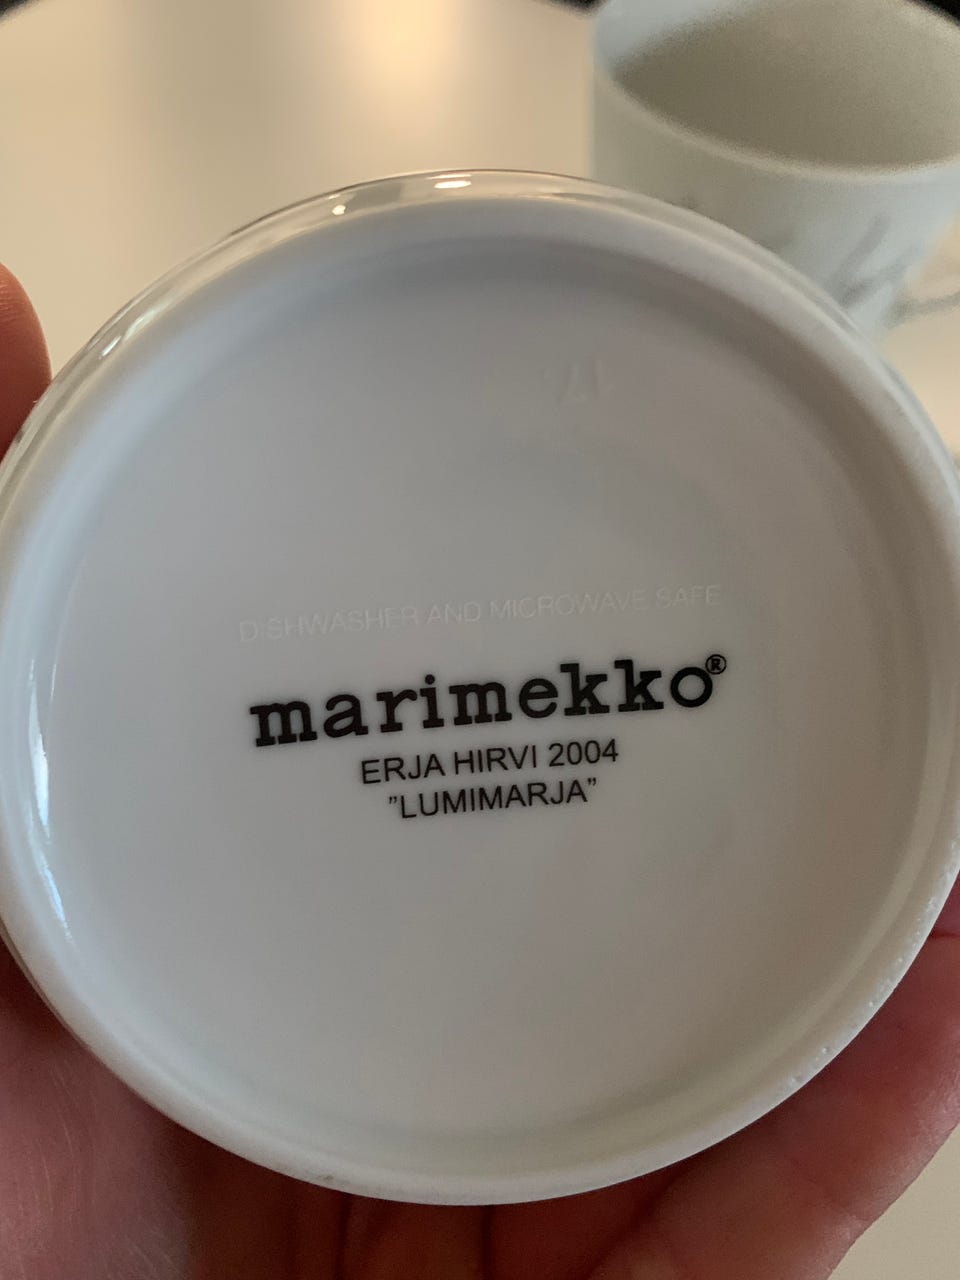 DISHWASHER AND MICROWAVE SAFE
marimekko®
ERJA HIRVI 2004
”LUMIMARJA”